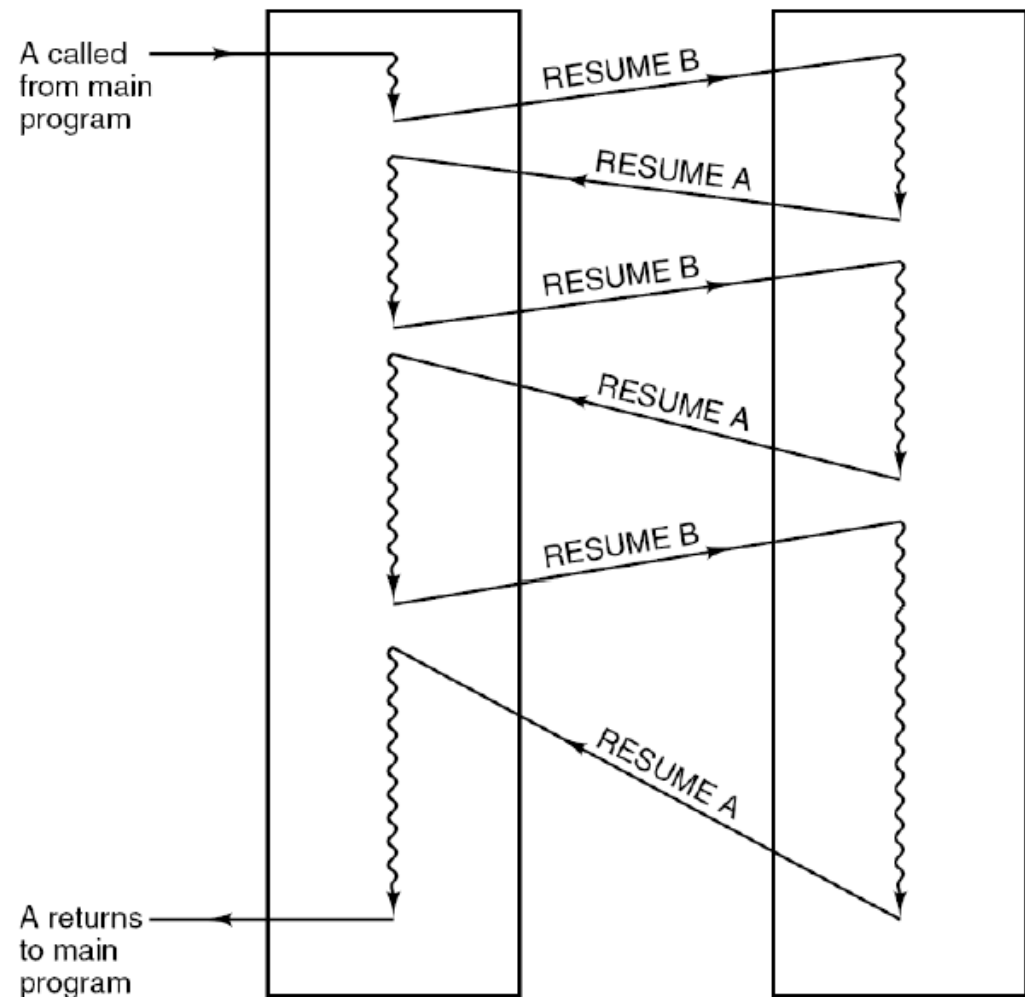 A called
from main
program
RESUME B
RESUME A
RESUME B
RESUME A
RESUME B
RESUME A
A returns
to main
program